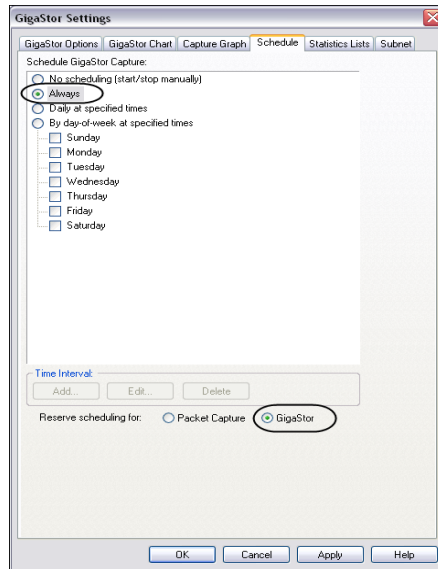 GigaStor Settings
GigaStor Options GigaStor Chart Capture Graph Schedule Statistics Lists Subnet
Schedule GigaStor Capture:
No scheduling (start/stop manually)
Always
Daily at specified times
By day-of-week at specified times
Sunday
Monday
Tuesday
Wednesday
Thursday
Friday
Saturday
Time Interval:
Add... Edit... Delete
Reserve scheduling for: Packet Capture GigaStor
OK Cancel Apply Help